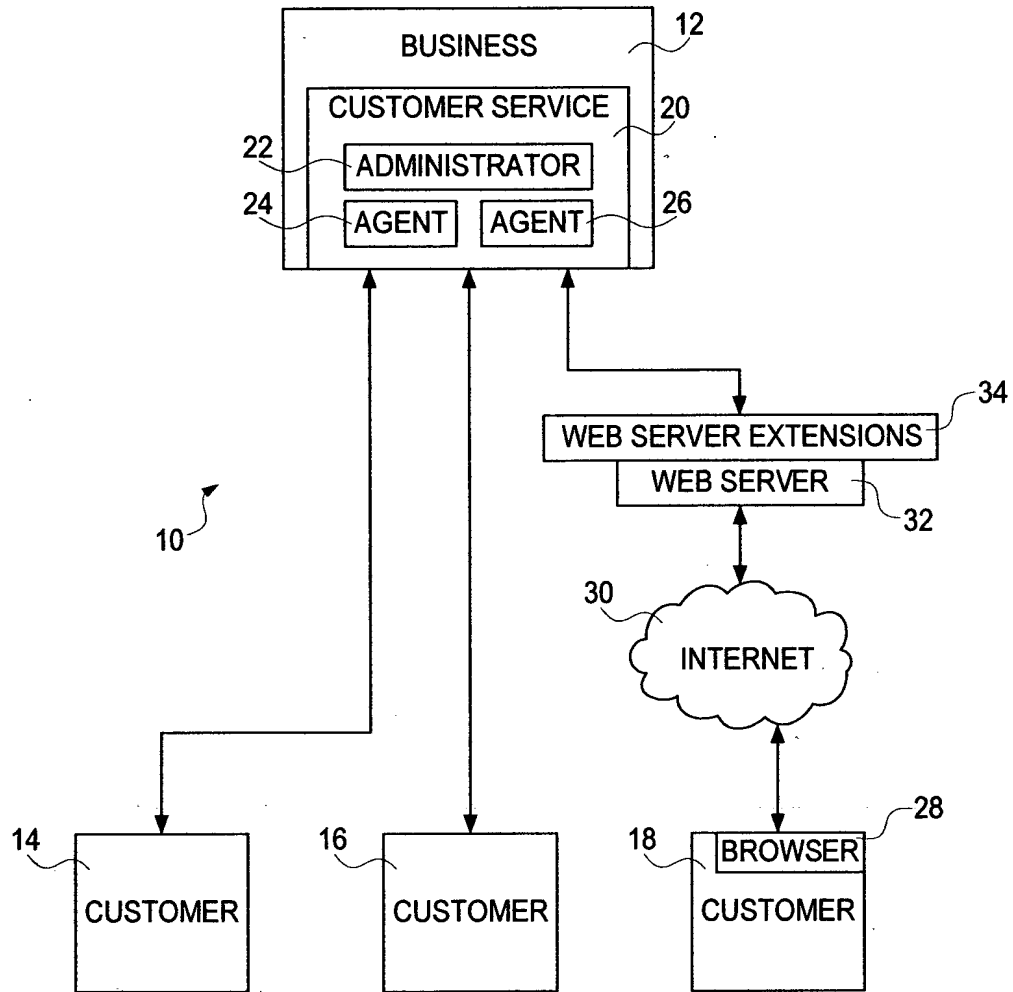 BUSINESS
12
CUSTOMER SERVICE
20
22
ADMINISTRATOR
24
AGENT
AGENT
26
34
WEB SERVER EXTENSIONS
WEB SERVER
32
10
30
INTERNET
14
CUSTOMER
16
CUSTOMER
18
BROWSER
28
CUSTOMER